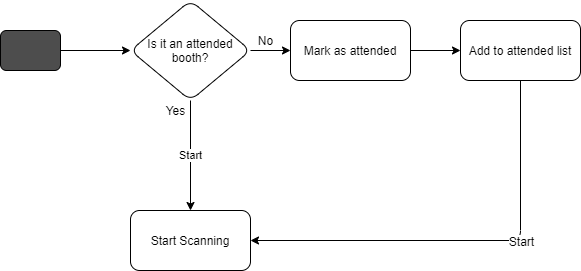 Is it an attended
booth?
No
Mark as attended
Add to attended list
Yes
Start
Start Scanning
Start